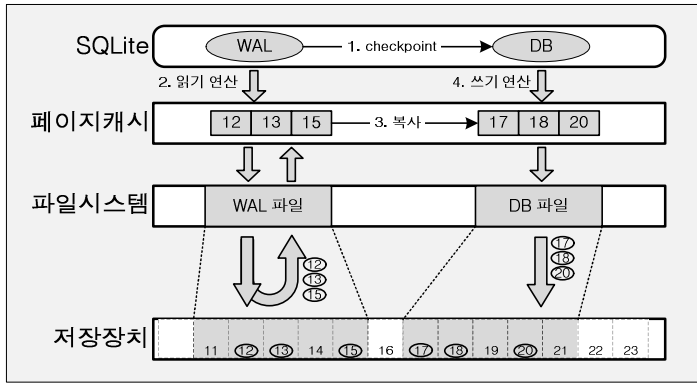 SQLite
WAL
1. checkpoint
DB
2. 읽기 연산
4. 쓰기 연산
페이지캐시
12 13 15
3. 복사
17 18 20
파일시스템
WAL 파일
DB 파일
12
13
15
17
18
20
저장장치
11 12 13 14 15 16 17 18 19 20 21 22 23